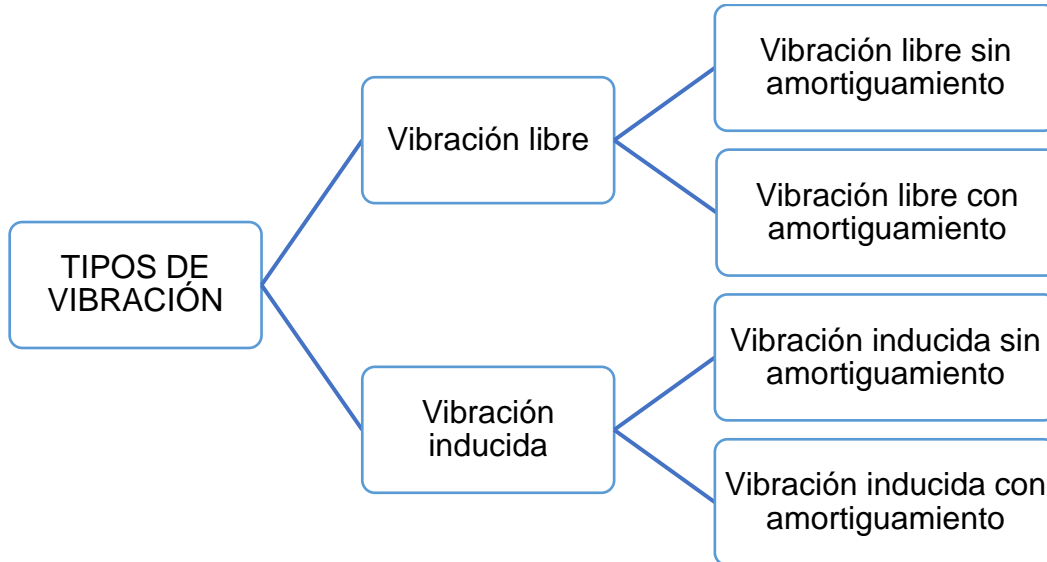 TIPOS DE
VIBRACIÓN
Vibración libre
Vibración libre sin
amortiguamiento
Vibración libre con
amortiguamiento
Vibración
inducida
Vibración inducida sin
amortiguamiento
Vibración inducida con
amortiguamiento